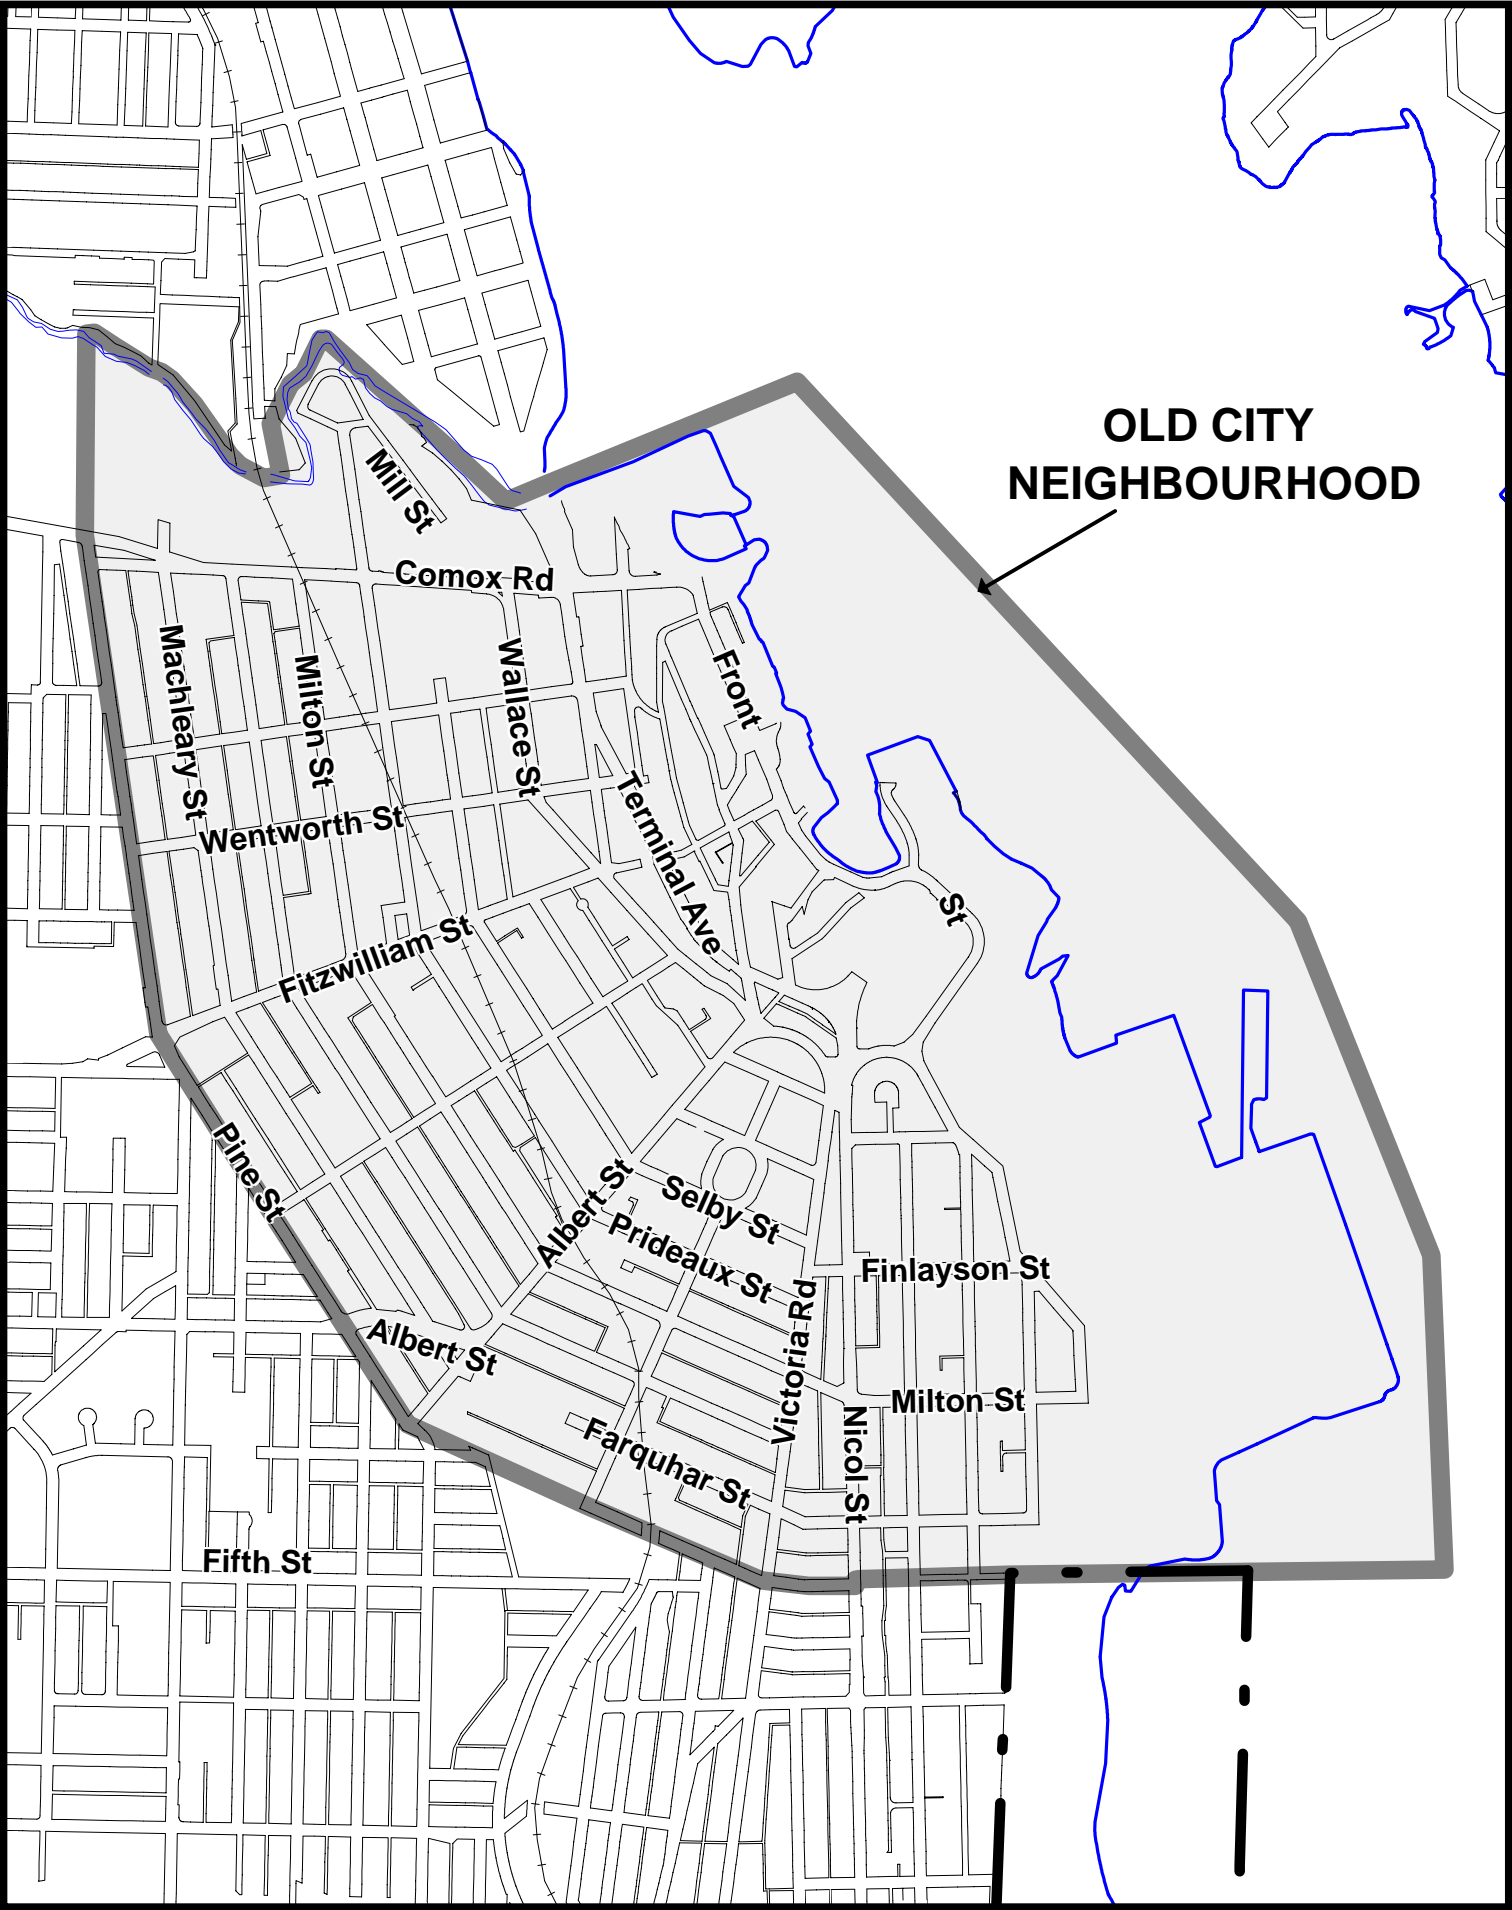 OLD CITY
NEIGHBOURHOOD
Mill St
Comox Rd
Machleary St
Milton St
Wallace St
Front
St
Terminal Ave
Wentworth St
Fitzwilliam St
Pine St
Albert St
Selby St
Prideaux St
Finlayson St
Victoria Rd
Albert St
Milton St
Nicol St
Farquhar St
Fifth St